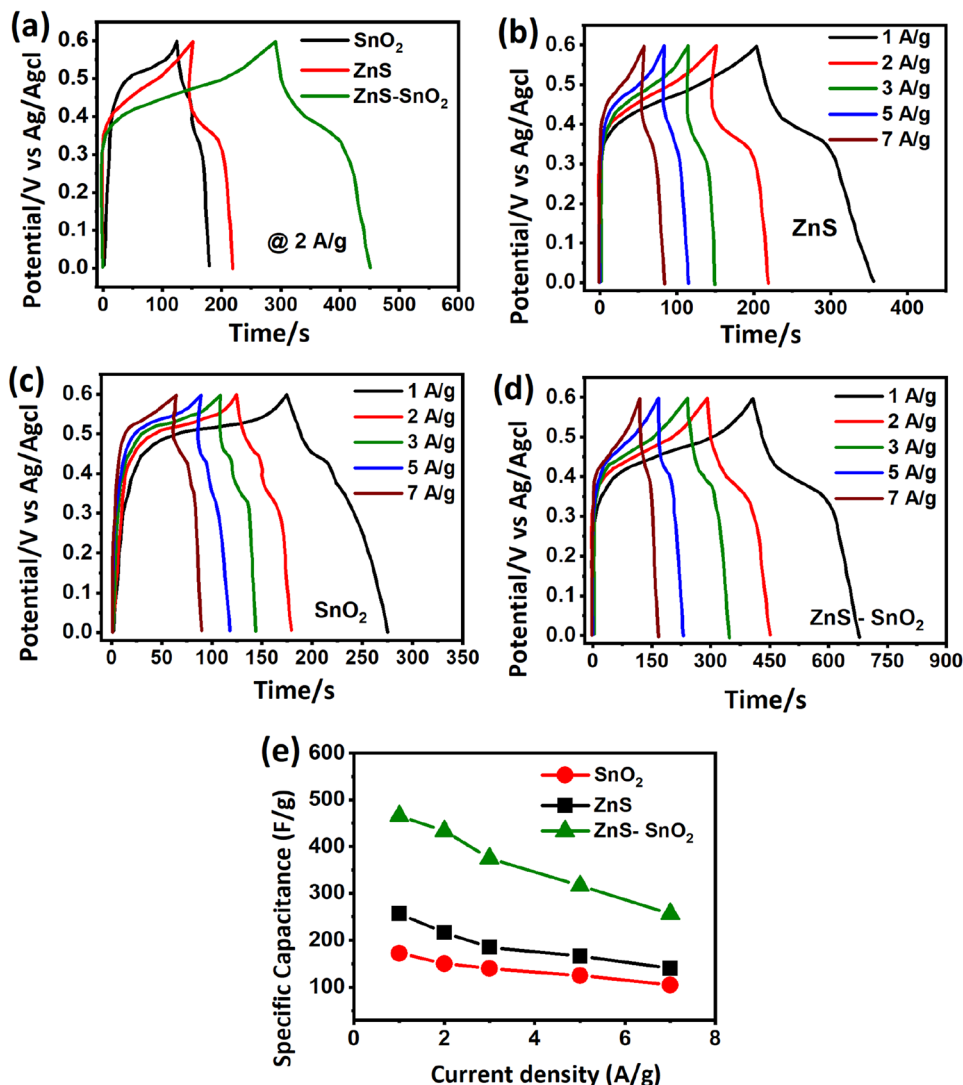 (a)
SnO₂
ZnS
ZnS-SnO₂
@ 2 A/g
Potential/V vs Ag/Agcl
0.6
0.5
0.4
0.3
0.2
0.1
0.0
0 100 200 300 400 500 600
Time/s
(b)
1 A/g
2 A/g
3 A/g
5 A/g
7 A/g
ZnS
Potential/V vs Ag/Agcl
0.6
0.5
0.4
0.3
0.2
0.1
0.0
0 100 200 300 400
Time/s
(c)
1 A/g
2 A/g
3 A/g
5 A/g
7 A/g
SnO₂
Potential/V vs Ag/Agcl
0.6
0.5
0.4
0.3
0.2
0.1
0.0
0 50 100 150 200 250 300 350
Time/s
(d)
1 A/g
2 A/g
3 A/g
5 A/g
7 A/g
ZnS - SnO₂
Potential/V vs Ag/Agcl
0.6
0.5
0.4
0.3
0.2
0.1
0.0
0 150 300 450 600 750 900
Time/s
(e)
SnO₂
ZnS
ZnS- SnO₂
Specific Capacitance (F/g)
600
500
400
300
200
100
0 2 4 6 8
Current density (A/g)